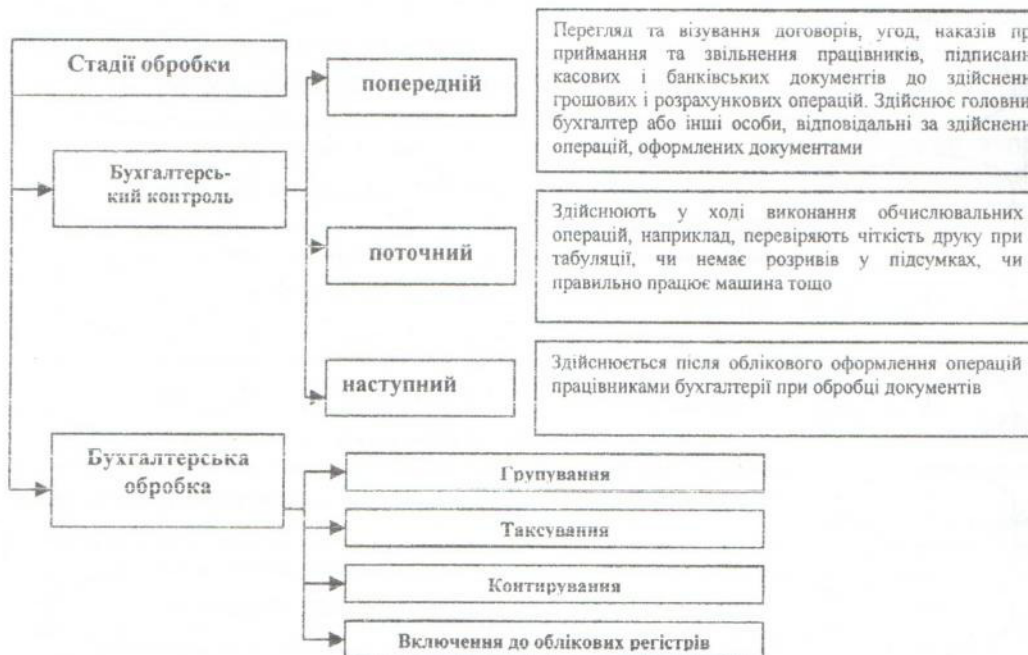 Стадії обробки
Бухгалтерсь-
кий контроль
попередній
Перегляд та візування договорів, угод, наказів пр
приймання та звільнення працівників, підписанн
касових і банківських документів до здійсненн
грошових і розрахункових операцій. Здійснює головни
бухгалтер або інші особи, відповідальні за здійсненн
операцій, оформлених документами
поточний
Здійснюють у ході виконання обчислювальних
операцій, наприклад, перевіряють чіткість друку при
табуляції, чи немає розривів у підсумках, чи
правильно працює машина тощо
наступний
Здійснюється після облікового оформлення операцій
працівниками бухгалтерії при обробці документів
Бухгалтерська
обробка
Групування
Таксування
Контирування
Включення до облікових регістрів